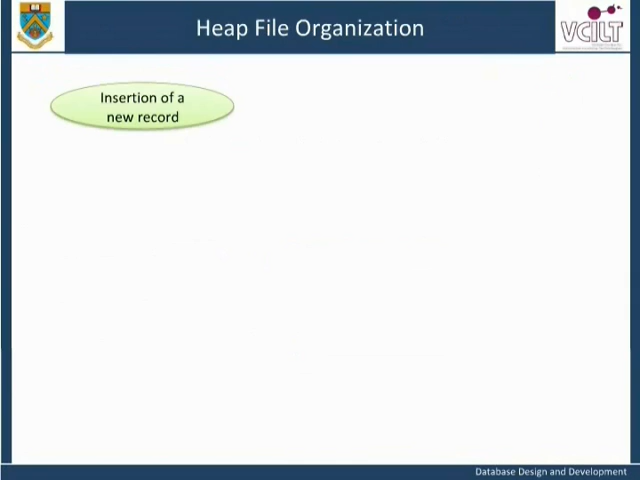 Heap File Organization
VCILT
Insertion of a
new record
Database Design and Development